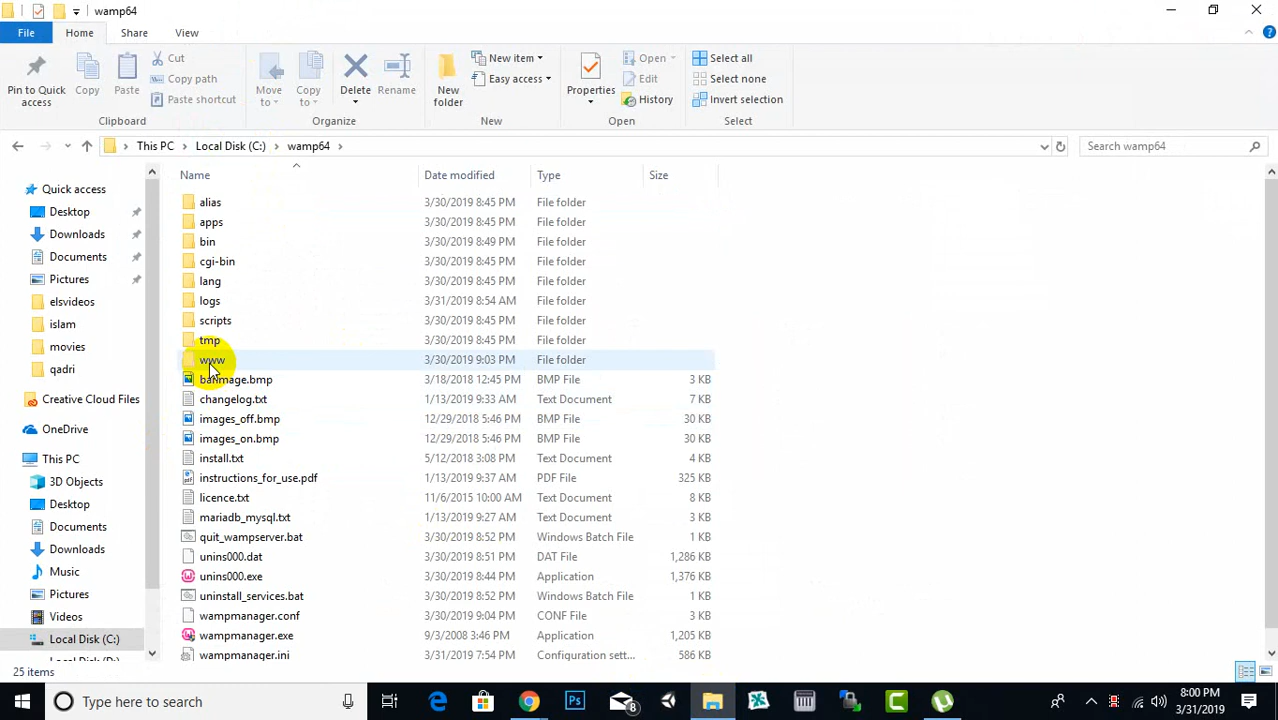 wamp64
File Home Share View
Pin to Quick access
Copy
Paste
Cut
Copy path
Paste shortcut
Clipboard
Move to
Copy to
Delete
Rename
Organize
New folder
New item
Easy access
New
Properties
Open
Edit
History
Open
Select all
Select none
Invert selection
Select
This PC > Local Disk (C:) > wamp64 >
Search wamp64
Quick access
Desktop
Downloads
Documents
Pictures
elsvideos
islam
movies
qadri
Creative Cloud Files
OneDrive
This PC
3D Objects
Desktop
Documents
Downloads
Music
Pictures
Videos
Local Disk (C:)
Local Disk (D:)
Name Date modified Type Size
alias 3/30/2019 8:45 PM File folder
apps 3/30/2019 8:45 PM File folder
bin 3/30/2019 8:49 PM File folder
cgi-bin 3/30/2019 8:45 PM File folder
lang 3/30/2019 8:45 PM File folder
logs 3/31/2019 8:54 AM File folder
scripts 3/30/2019 8:45 PM File folder
tmp 3/30/2019 8:45 PM File folder
www 3/30/2019 9:03 PM File folder
3/18/2018 12:45 PM BMP File 3 KB
changelog.txt 1/13/2019 9:33 AM Text Document 7 KB
images_off.bmp 12/29/2018 5:46 PM BMP File 30 KB
images_on.bmp 12/29/2018 5:46 PM BMP File 30 KB
install.txt 5/12/2018 3:08 PM Text Document 4 KB
instructions_for_use.pdf 1/13/2019 9:37 AM PDF File 325 KB
licence.txt 11/6/2015 10:00 AM Text Document 8 KB
mariadb_mysql.txt 1/13/2019 9:27 AM Text Document 3 KB
quit_wampserver.bat 3/30/2019 8:52 PM Windows Batch File 1 KB
unins000.dat 3/30/2019 8:51 PM DAT File 1,286 KB
unins000.exe 3/30/2019 8:44 PM Application 1,376 KB
uninstall_services.bat 3/30/2019 8:52 PM Windows Batch File 1 KB
wampmanager.conf 3/30/2019 9:04 PM CONF File 3 KB
wampmanager.exe 9/3/2008 3:46 PM Application 1,205 KB
wampmanager.ini 3/31/2019 7:54 PM Configuration sett... 586 KB
25 items
Type here to search
8
8:00 PM
3/31/2019